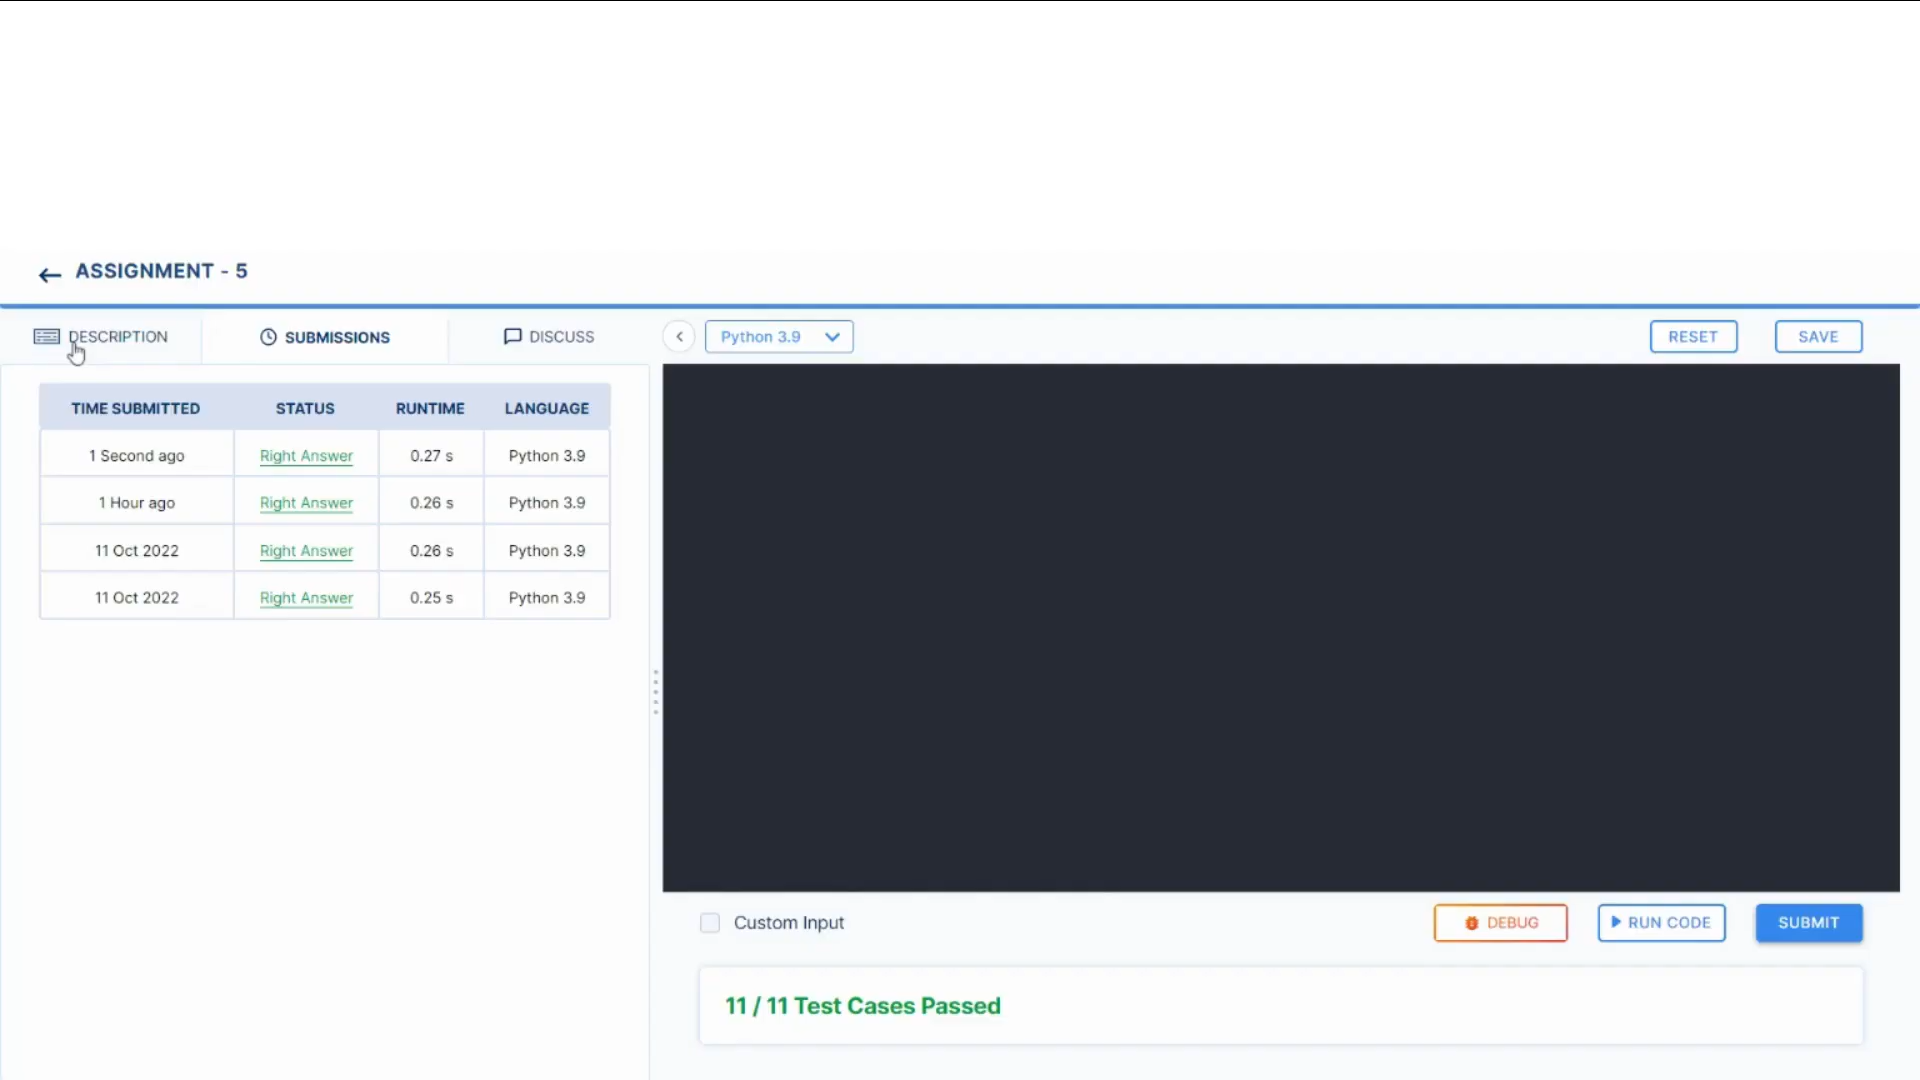 ASSIGNMENT - 5
DESCRIPTION
SUBMISSIONS
DISCUSS
Python 3.9
RESET
SAVE
TIME SUBMITTED STATUS RUNTIME LANGUAGE
1 Second ago Right Answer 0.27 s Python 3.9
1 Hour ago Right Answer 0.26 s Python 3.9
11 Oct 2022 Right Answer 0.26 s Python 3.9
11 Oct 2022 Right Answer 0.25 s Python 3.9
Custom Input
DEBUG
RUN CODE
SUBMIT
11 / 11 Test Cases Passed